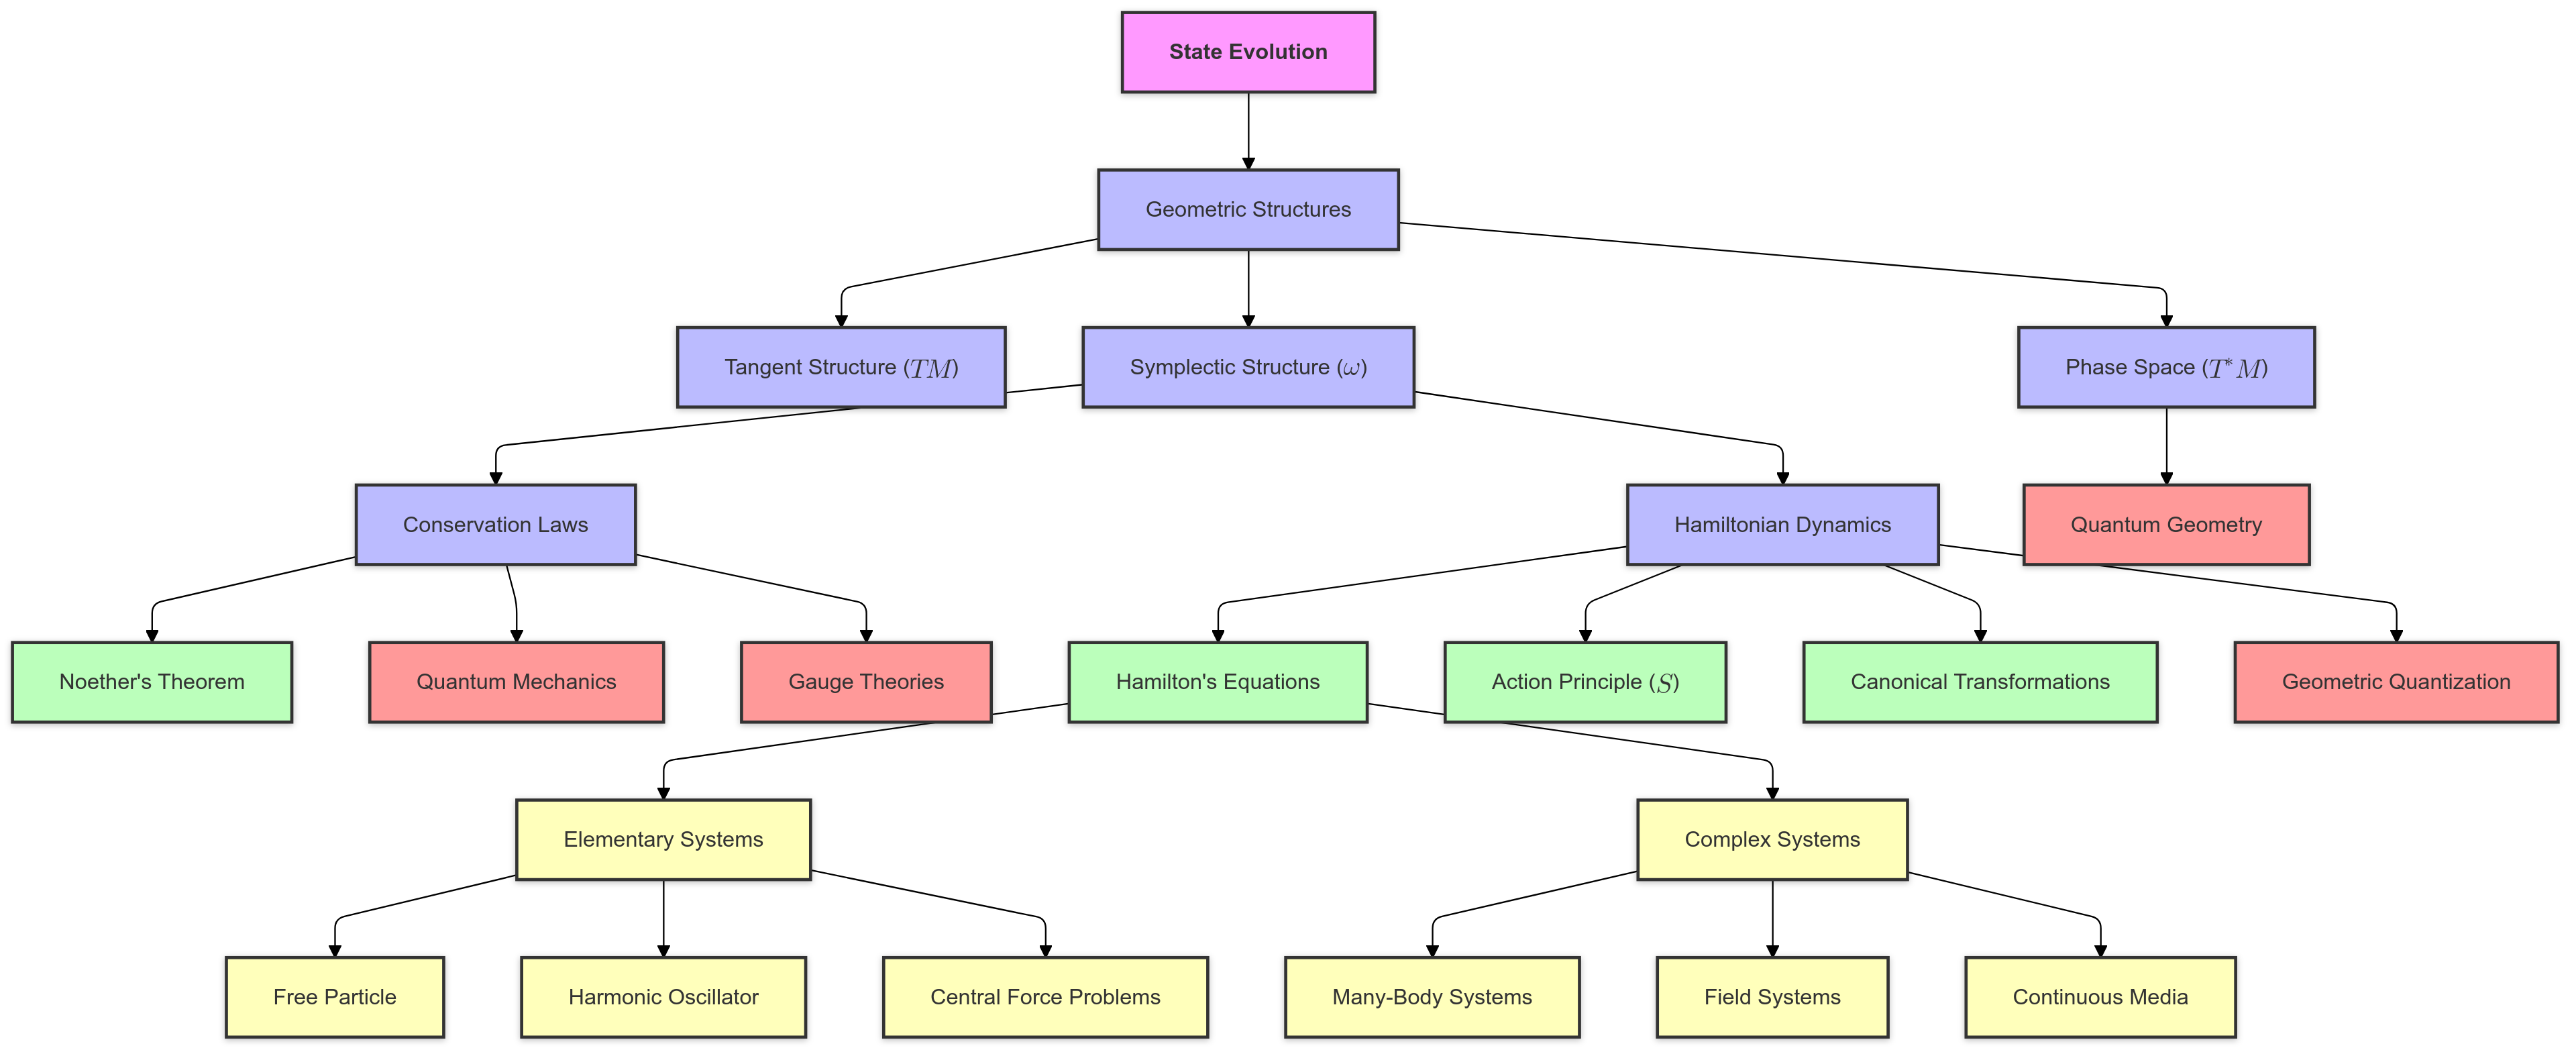 State Evolution
Geometric Structures
Tangent Structure (TM)
Symplectic Structure (ω)
Phase Space (T*M)
Conservation Laws
Hamiltonian Dynamics
Quantum Geometry
Noether's Theorem
Quantum Mechanics
Gauge Theories
Hamilton's Equations
Action Principle (S)
Canonical Transformations
Geometric Quantization
Elementary Systems
Complex Systems
Free Particle
Harmonic Oscillator
Central Force Problems
Many-Body Systems
Field Systems
Continuous Media